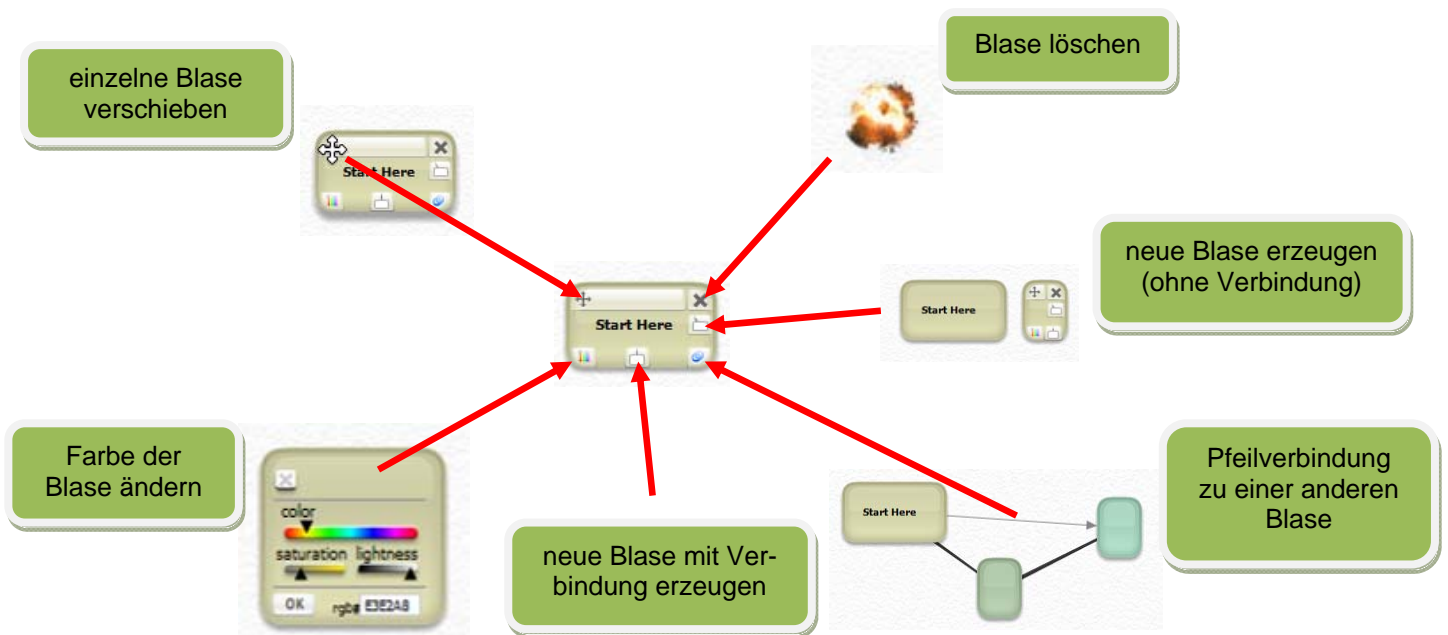 Blase löschen
einzelne Blase
verschieben
Start Here
neue Blase erzeugen
(ohne Verbindung)
Start Here
Start Here
Farbe der
Blase ändern
color
saturation lightness
OK rgb# E3E2A8
neue Blase mit Ver-
bindung erzeugen
Start Here
Pfeilverbindung
zu einer anderen
Blase